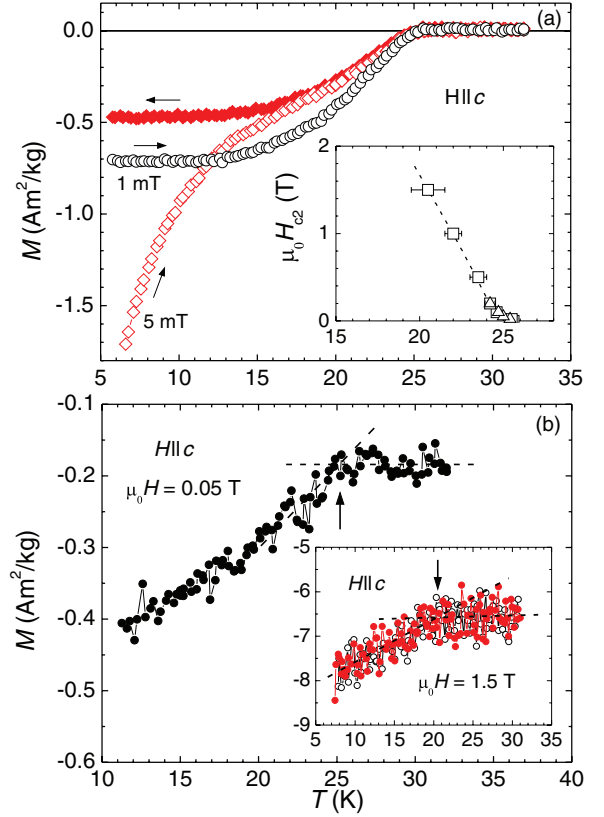 (a)
0.0
-0.5
-1.0
-1.5
M (Am²/kg)
H||c
1 mT
5 mT
2
1
0
μ₀H_c2 (T)
15 20 25
5 10 15 20 25 30 35
(b)
-0.1
-0.2
-0.3
-0.4
-0.5
-0.6
M (Am²/kg)
H||c
μ₀H = 0.05 T
-5
-6
-7
-8
-9
H||c
μ₀H = 1.5 T
5 10 15 20 25 30 35
10 15 20 25 30 35 40
T (K)